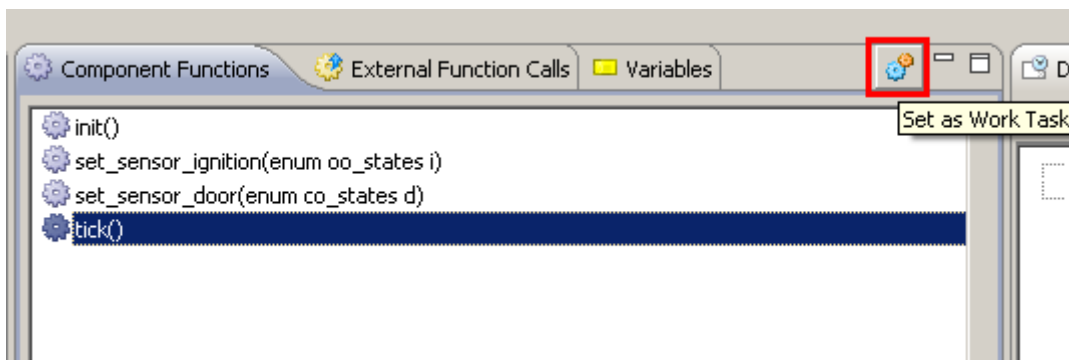 Component Functions External Function Calls Variables D
Set as Work Task
init()
set_sensor_ignition(enum oo_states i)
set_sensor_door(enum co_states d)
tick()